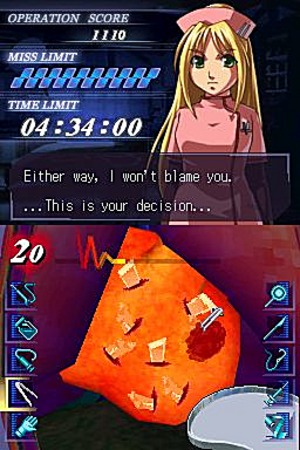 OPERATION SCORE
1110
MISS LIMIT
TIME LIMIT
04:34:00
Either way, I won't blame you.
...This is your decision...
20